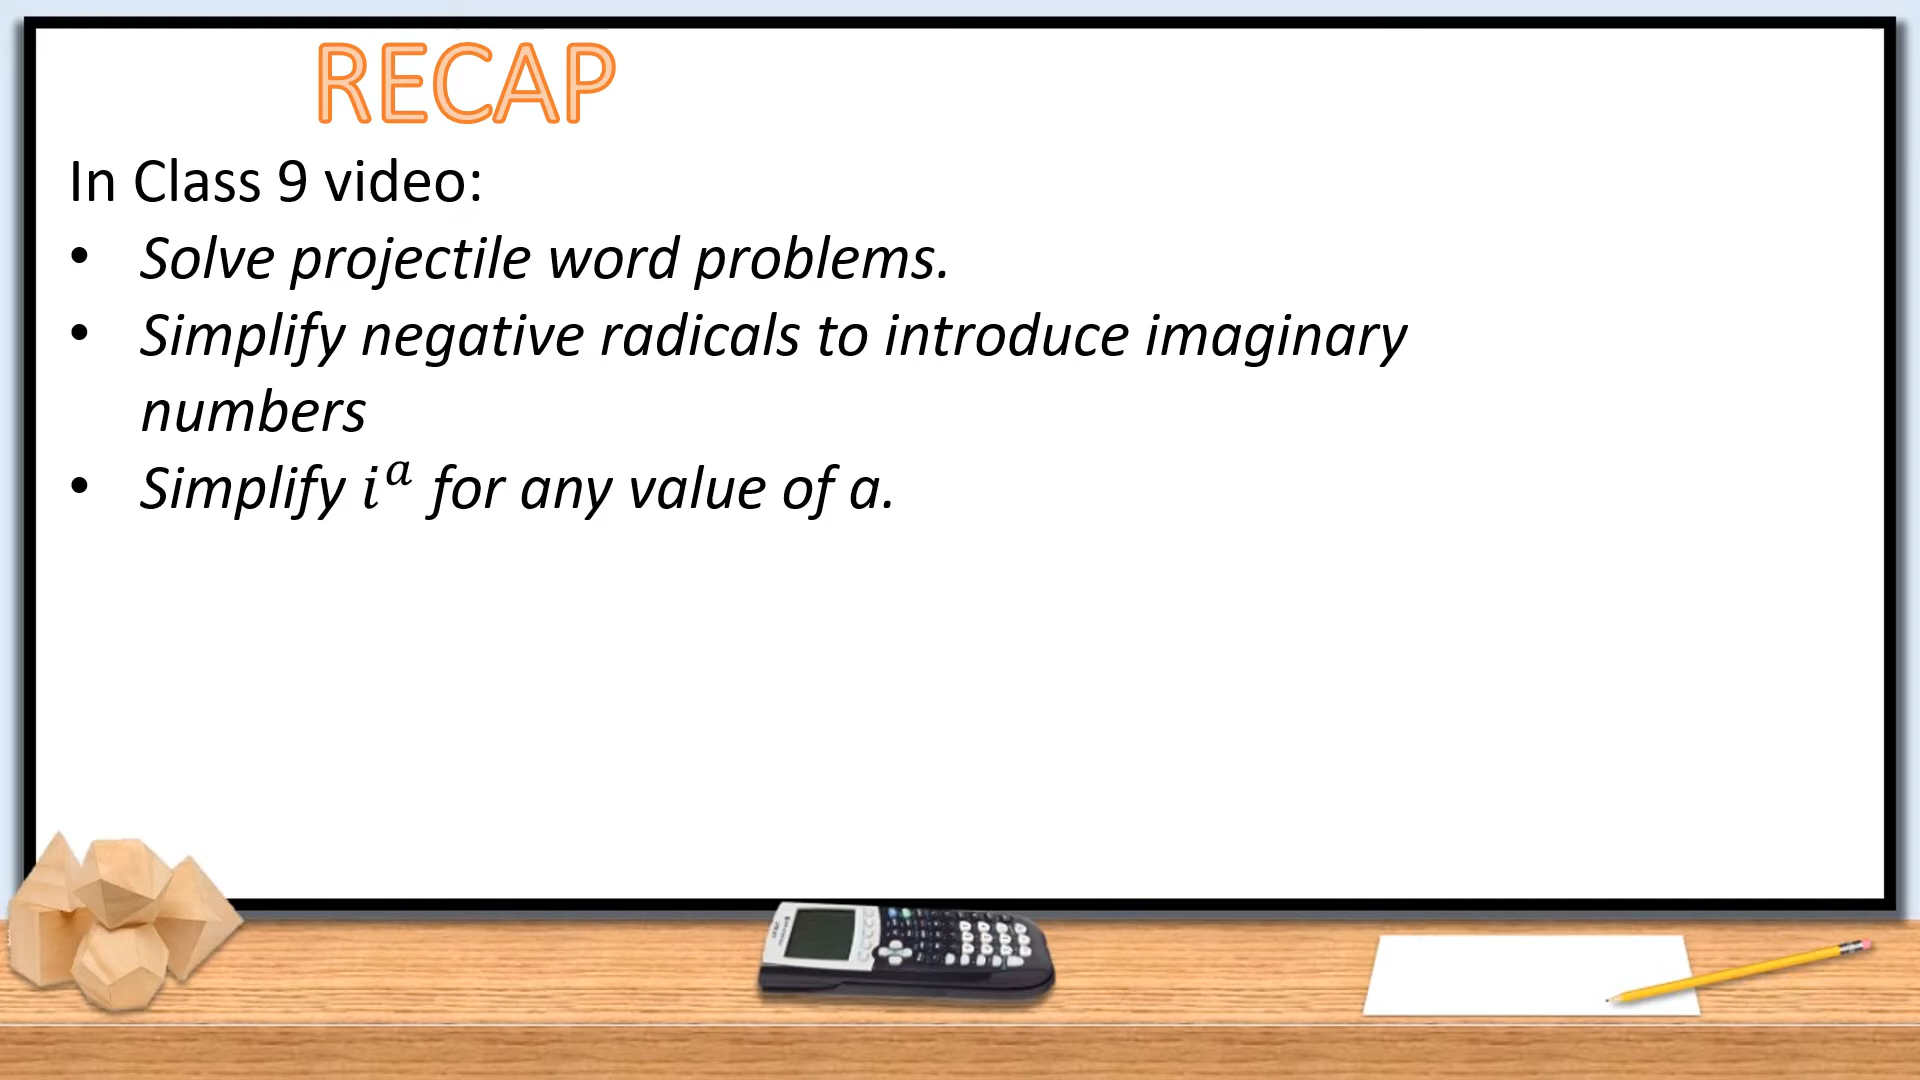 RECAP
In Class 9 video:
• Solve projectile word problems.
• Simplify negative radicals to introduce imaginary
numbers
• Simplify i^a for any value of a.